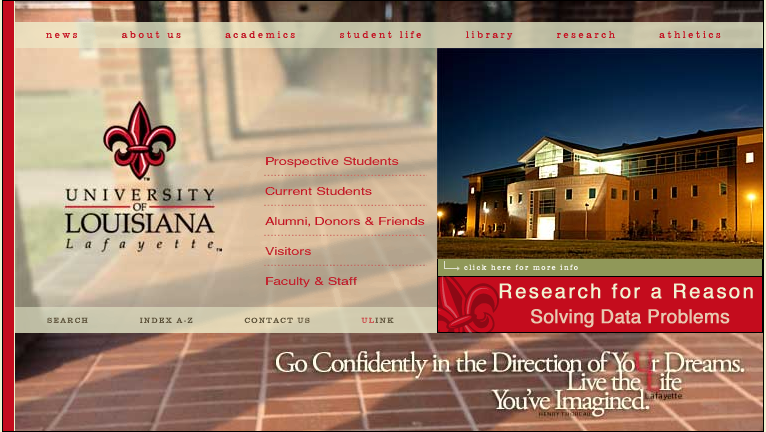 news about us academics student life library research athletics
UNIVERSITY
OF
LOUISIANA
Lafayette™
Prospective Students
Current Students
Alumni, Donors & Friends
Visitors
Faculty & Staff
click here for more info
Research for a Reason
Solving Data Problems
SEARCH INDEX A-Z CONTACT US ULINK
Go Confidently in the Direction of YoUr Dreams.
Live the Life
You've Imagined.
Lafayette
HENRY THOREAU